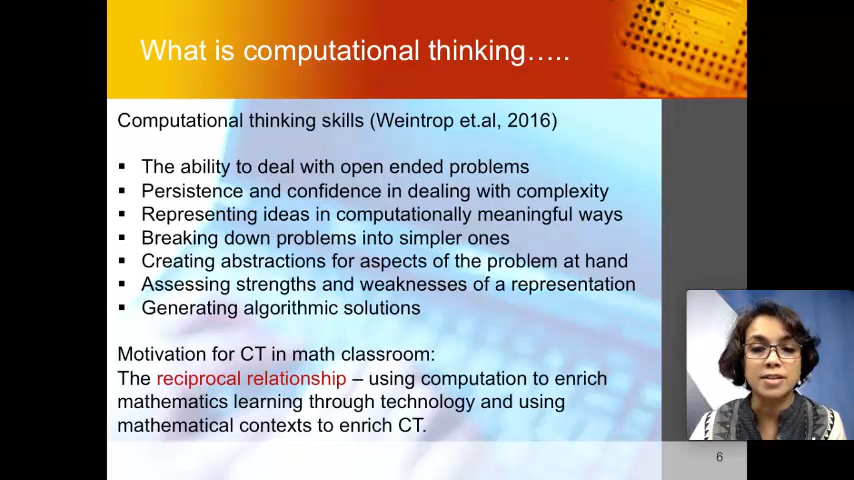 What is computational thinking…..
Computational thinking skills (Weintrop et.al, 2016)
▪ The ability to deal with open ended problems
▪ Persistence and confidence in dealing with complexity
▪ Representing ideas in computationally meaningful ways
▪ Breaking down problems into simpler ones
▪ Creating abstractions for aspects of the problem at hand
▪ Assessing strengths and weaknesses of a representation
▪ Generating algorithmic solutions
Motivation for CT in math classroom:
The reciprocal relationship – using computation to enrich
mathematics learning through technology and using
mathematical contexts to enrich CT.
6